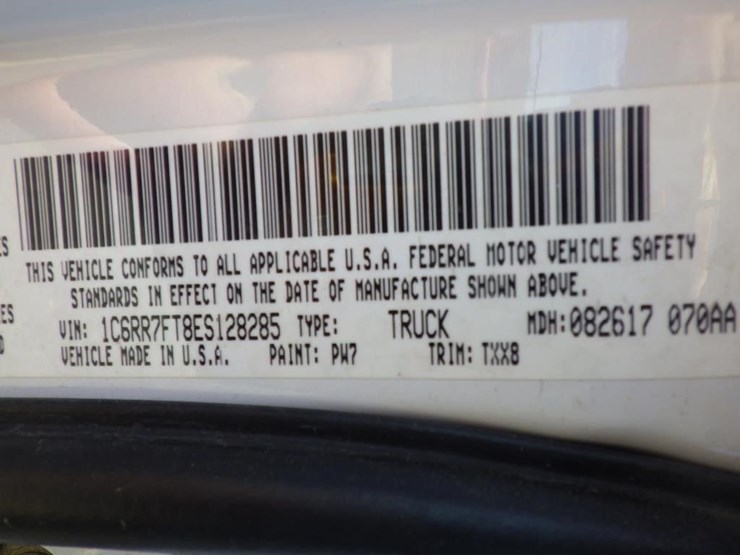 THIS VEHICLE CONFORMS TO ALL APPLICABLE U.S.A. FEDERAL MOTOR VEHICLE SAFETY
STANDARDS IN EFFECT ON THE DATE OF MANUFACTURE SHOWN ABOVE.
VIN: 1C6RR7FT8ES128285 TYPE: TRUCK MDH:082617 070AA
VEHICLE MADE IN U.S.A. PAINT: PW7 TRIM: TXX8